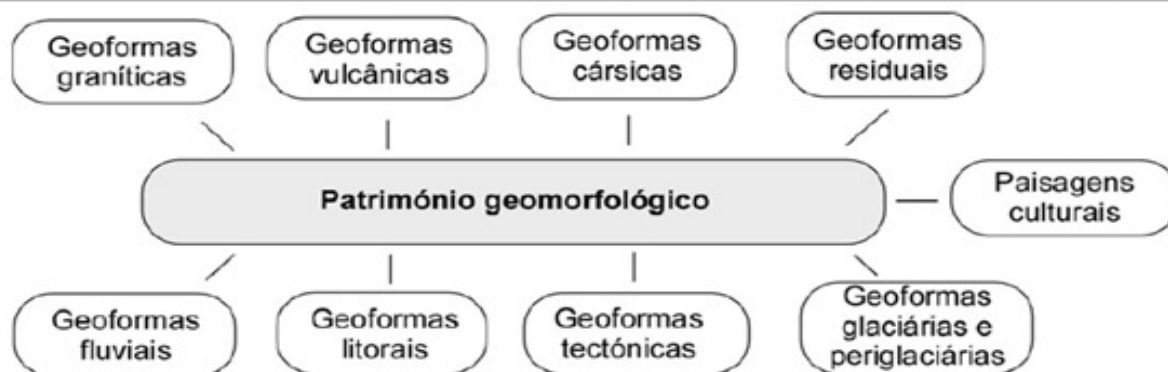 Geoformas
graníticas
Geoformas
vulcânicas
Geoformas
cársicas
Geoformas
residuais
Património geomorfológico
Paisagens
culturais
Geoformas
fluviais
Geoformas
litorais
Geoformas
tectónicas
Geoformas
glaciárias e
periglaciárias